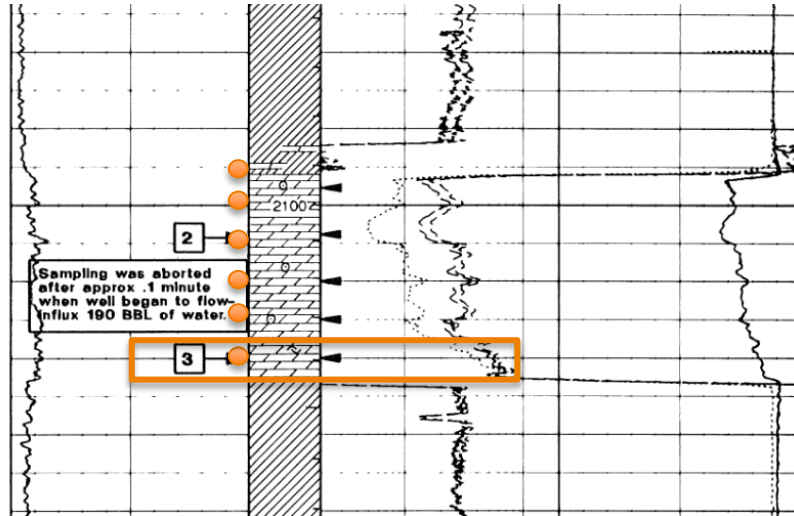 2100
2
Sampling was aborted
after approx .1 minute
when well began to flow-
Influx 190 BBL of water.
3